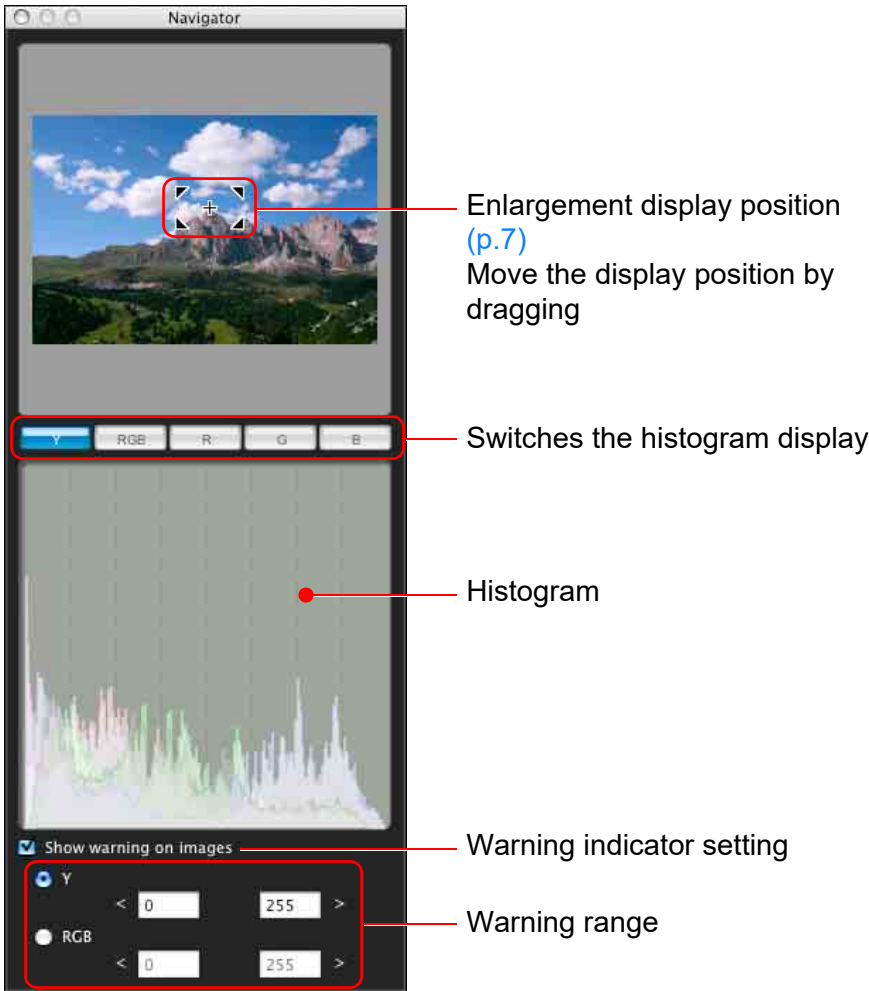 Navigator
Enlargement display position
(p.7)
Move the display position by
dragging
Y RGB R G B
Switches the histogram display
Histogram
Show warning on images
Warning indicator setting
Y
< 0 255 >
Warning range
RGB
< 0 255 >